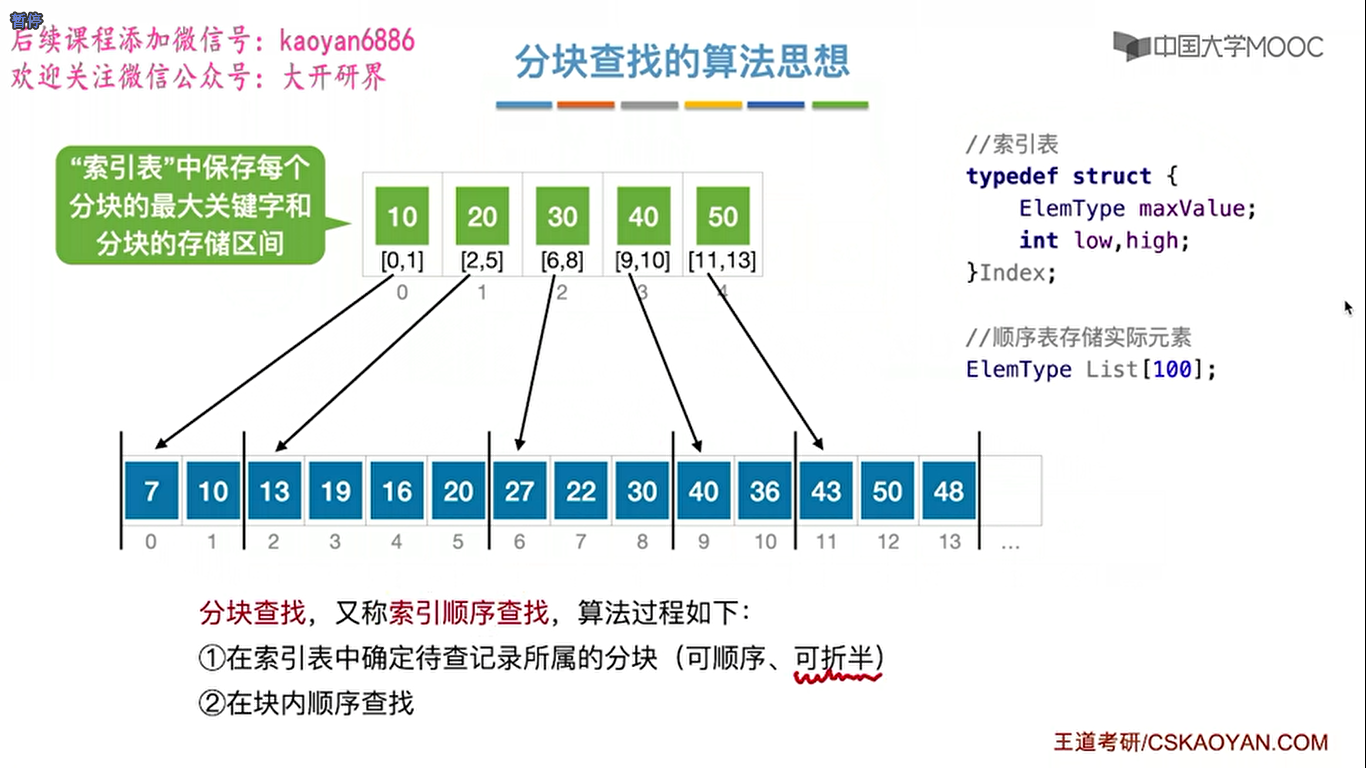 暂停
后续课程添加微信号：kaoyan6886
欢迎关注微信公众号：大开研界
分块查找的算法思想
中国大学MOOC
“索引表”中保存每个
分块的最大关键字和
分块的存储区间
10 20 30 40 50
[0,1] [2,5] [6,8] [9,10] [11,13]
0 1 2 3 4
//索引表
typedef struct {
ElemType maxValue;
int low,high;
}Index;
//顺序表存储实际元素
ElemType List[100];
7 10 13 19 16 20 27 22 30 40 36 43 50 48
0 1 2 3 4 5 6 7 8 9 10 11 12 13 …
分块查找，又称索引顺序查找，算法过程如下：
①在索引表中确定待查记录所属的分块（可顺序、可折半）
②在块内顺序查找
王道考研/CSKAOYAN.COM